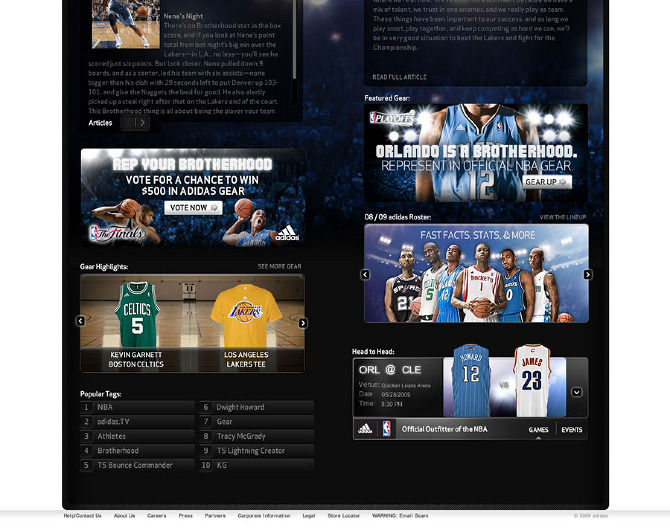 Nene's Night
There's no Brotherhood stat in the box
score, and if you look at Nene's point
total from last night's big win over the
Lakers—in L.A., no less—you'll see he
scored just six points. But look closer. Nene pulled down 9
boards, and as a center, led his team with six assists—none
bigger than his dish with 29 seconds left to put Denver up 103-
101, and give the Nuggets the lead for good. He also alertly
picked up a steal right after that on the Lakers end of the court.
This Brotherhood thing is all about being the player your team
Articles
REP YOUR BROTHERHOOD
VOTE FOR A CHANCE TO WIN
$500 IN ADIDAS GEAR
VOTE NOW
The Finals
adidas
Gear Highlights:
SEE MORE GEAR
CELTICS
5
LAKERS
KEVIN GARNETT
BOSTON CELTICS
LOS ANGELES
LAKERS TEE
Popular Tags:
1 NBA
2 adidas.TV
3 Athletes
4 Brotherhood
5 TS Bounce Commander
6 Dwight Howard
7 Gear
8 Tracy McGrady
9 TS Lightning Creator
10 KG
mix of talent, we trust in one another, and we really play as team.
These things have been important to our success, and as long we
play smart, play together, and keep competing as hard we can, we'll
be in very good situation to beat the Lakers and fight for the
Championship.
READ FULL ARTICLE
Featured Gear:
PLAYOFFS
ORLANDO IS A BROTHERHOOD.
REPRESENT IN OFFICIAL NBA GEAR.
12
GEAR UP
08 / 09 adidas Roster:
VIEW THE LINEUP
FAST FACTS, STATS, & MORE
SPURS
21
5
Rockets
1
Head to Head:
ORL @ CLE
Venue: Quicken Loans Arena
Date: 05/28/2009
Time: 8:30 PM
HOWARD
12
VS
JAMES
23
adidas
NBA
Official Outfitter of the NBA
GAMES
EVENTS
Help/Contact Us
About Us
Careers
Press
Partners
Corporate Information
Legal
Store Locator
WARNING: Email Scam
© 2009 adidas